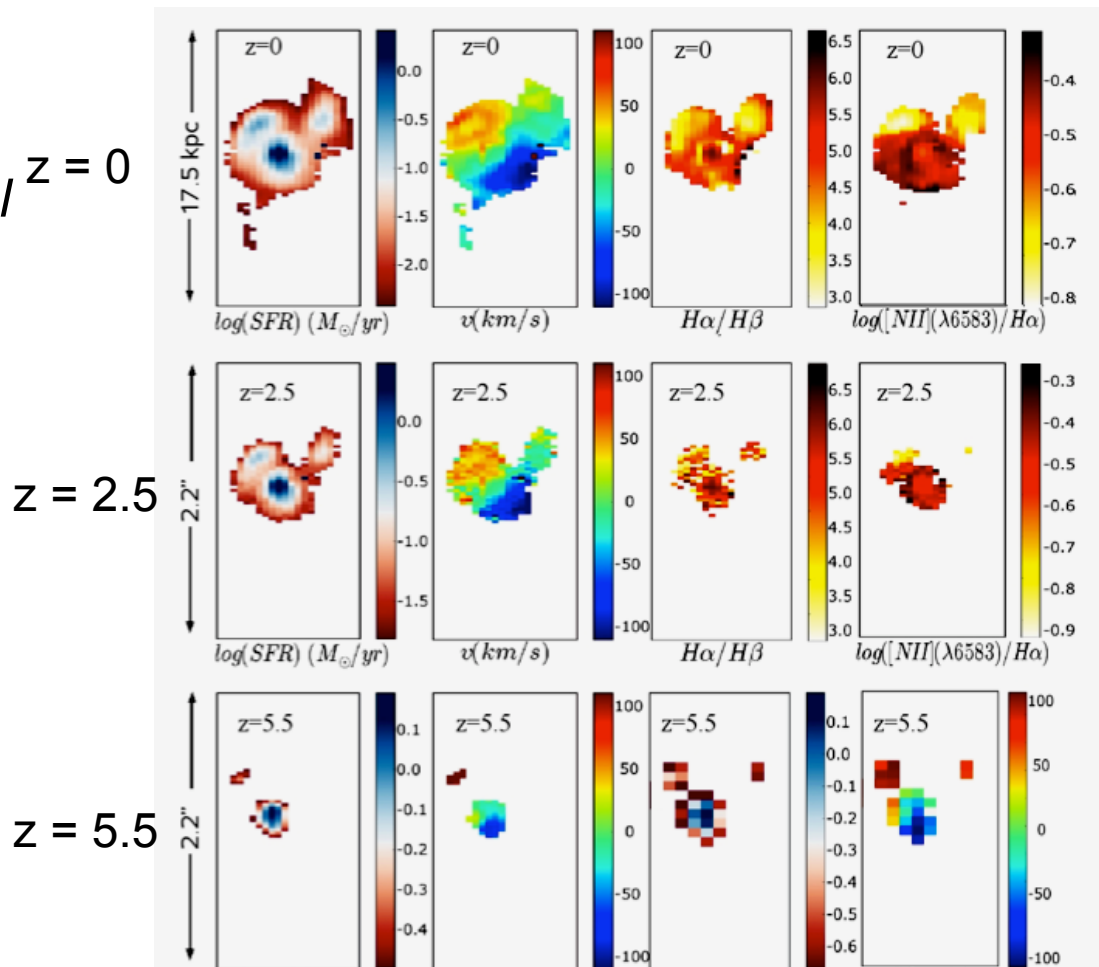 l
z = 0
17.5 kpc
z=0
0.0
-0.5
-1.0
-1.5
-2.0
log(SFR) (M⊙/yr)
z=0
100
50
0
-50
-100
v(km/s)
z=0
6.5
6.0
5.5
5.0
4.5
4.0
3.5
3.0
Hα/Hβ
z=0
-0.4
-0.5
-0.6
-0.7
-0.8
log([NII](λ6583)/Hα)
z = 2.5
2.2"
z=2.5
0.0
-0.5
-1.0
-1.5
log(SFR) (M⊙/yr)
z=2.5
100
50
0
-50
-100
v(km/s)
z=2.5
6.5
6.0
5.5
5.0
4.5
4.0
3.5
3.0
Hα/Hβ
z=2.5
-0.3
-0.4
-0.5
-0.6
-0.7
-0.8
-0.9
log([NII](λ6583)/Hα)
z = 5.5
2.2"
z=5.5
0.1
0.0
-0.1
-0.2
-0.3
-0.4
z=5.5
100
50
0
-50
-100
z=5.5
0.1
0.0
-0.1
-0.2
-0.3
-0.4
-0.5
-0.6
z=5.5
100
50
0
-50
-100